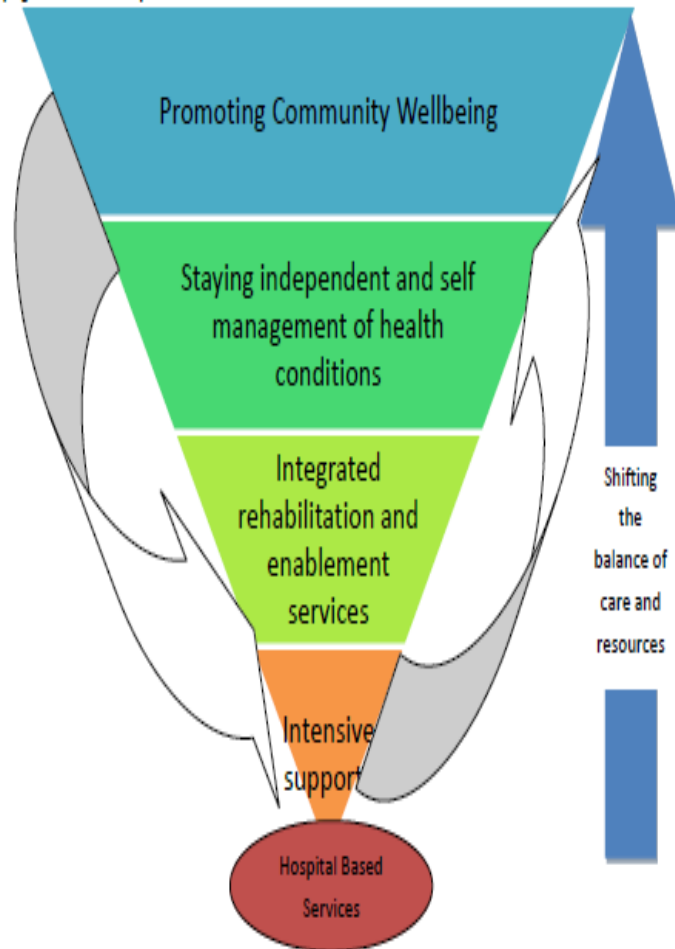 Promoting Community Wellbeing
Staying independent and self
management of health
conditions
Integrated
rehabilitation and
enablement
services
Intensive
support
Hospital Based
Services
Shifting
the
balance of
care and
resources